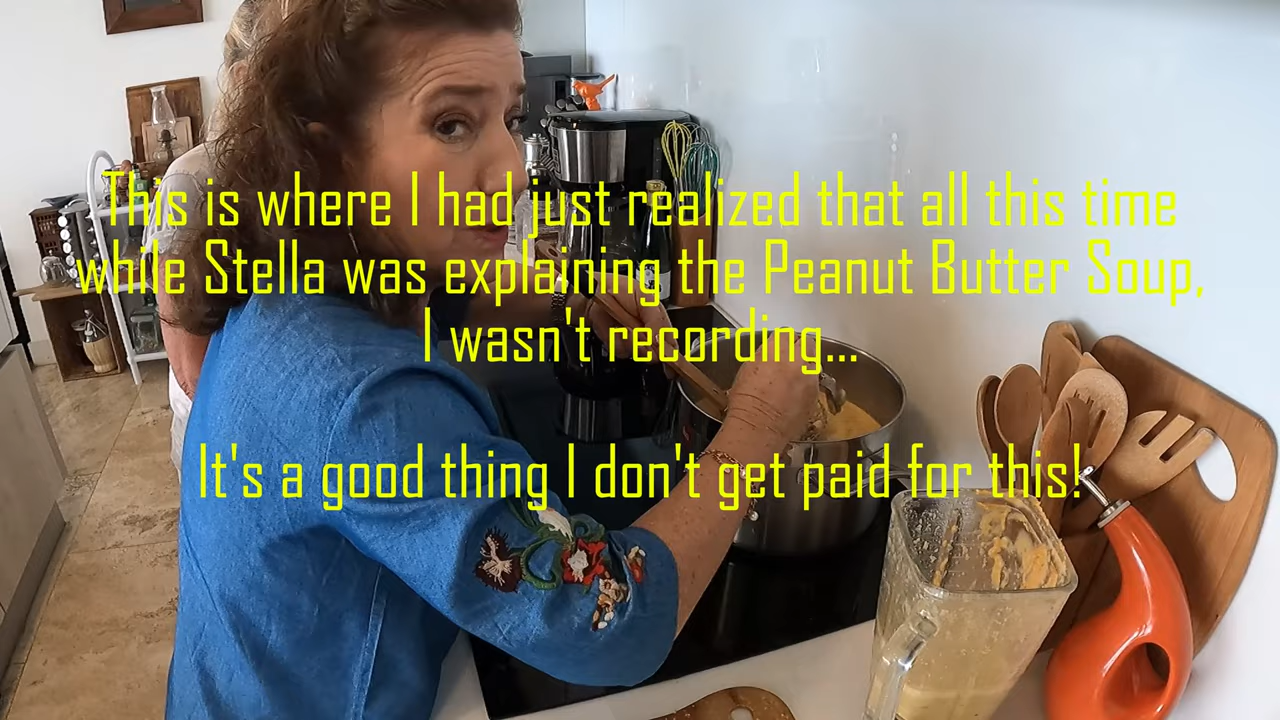 This is where I had just realized that all this time
while Stella was explaining the Peanut Butter Soup,
I wasn't recording...
It's a good thing I don't get paid for this!